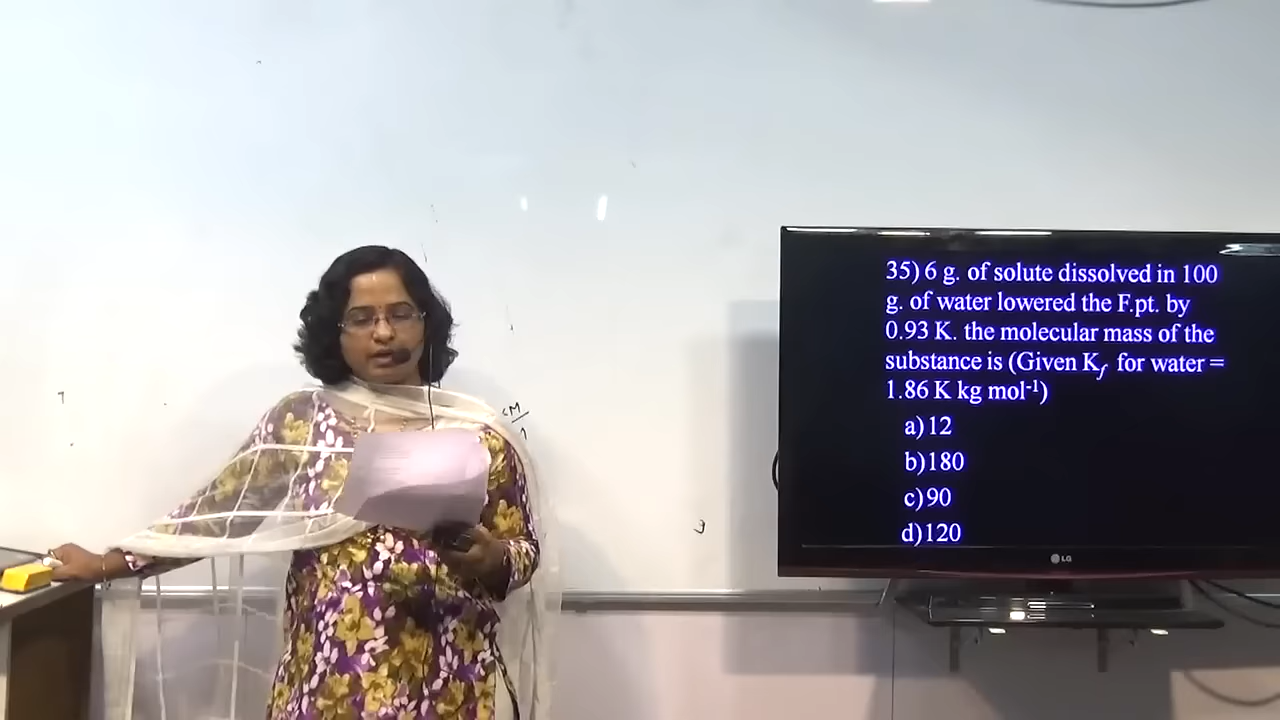 35) 6 g. of solute dissolved in 100
g. of water lowered the F.pt. by
0.93 K. the molecular mass of the
substance is (Given Kf for water =
1.86 K kg mol⁻¹)
a) 12
b) 180
c) 90
d) 120
LG